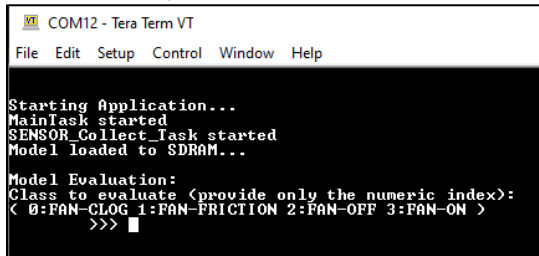 COM12 - Tera Term VT
File Edit Setup Control Window Help
Starting Application...
MainTask started
SENSOR_Collect_Task started
Model loaded to SDRAM...
Model Evaluation:
Class to evaluate (provide only the numeric index):
( 0:FAN-CLOG 1:FAN-FRICTION 2:FAN-OFF 3:FAN-ON )
>>>